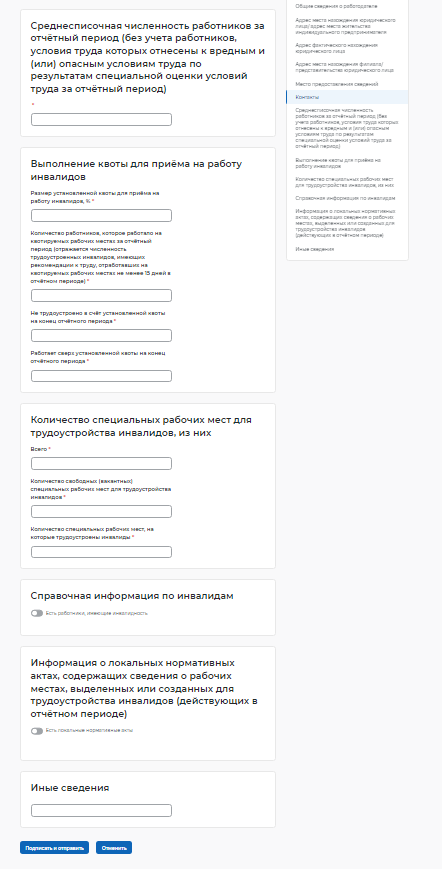 Среднесписочная численность работников за
отчётный период (без учета работников,
условия труда которых отнесены к вредным и
(или) опасным условиям труда по
результатам специальной оценки условий
труда за отчётный период)
*
Выполнение квоты для приёма на работу
инвалидов
Размер установленной квоты для приёма на
работу инвалидов, % *
Количество работников, которое работало на
квотируемых рабочих местах за отчётный
период (отражается численность
трудоустроенных инвалидов, имеющих
рекомендации к труду, отработавших на
квотируемых рабочих местах не менее 15 дней в
отчётном периоде) *
Не трудоустроено в счёт установленной квоты
на конец отчётного периода *
Работает сверх установленной квоты на конец
отчётного периода *
Количество специальных рабочих мест для
трудоустройства инвалидов, из них
Всего *
Количество свободных (вакантных)
специальных рабочих мест для трудоустройства
инвалидов *
Количество специальных рабочих мест, на
которые трудоустроены инвалиды *
Справочная информация по инвалидам
Есть работники, имеющие инвалидность
Информация о локальных нормативных
актах, содержащих сведения о рабочих
местах, выделенных или созданных для
трудоустройства инвалидов (действующих в
отчётном периоде)
Есть локальные нормативные акты
Иные сведения
Подписать и отправить
Отменить
Общие сведения о работодателе
Адрес места нахождения юридического
лица/адрес места жительства
индивидуального предпринимателя
Адрес фактического нахождения
юридического лица
Адрес места нахождения филиала/
представительства юридического лица
Место предоставления сведений
Контакты
Среднесписочная численность
работников за отчётный период (без
учета работников, условия труда которых
отнесены к вредным и (или) опасным
условиям труда по результатам
специальной оценки условий труда за
отчётный период)
Выполнение квоты для приёма на
работу инвалидов
Количество специальных рабочих мест
для трудоустройства инвалидов, из них
Справочная информация по инвалидам
Информация о локальных нормативных
актах, содержащих сведения о рабочих
местах, выделенных или созданных для
трудоустройства инвалидов
(действующих в отчётном периоде)
Иные сведения